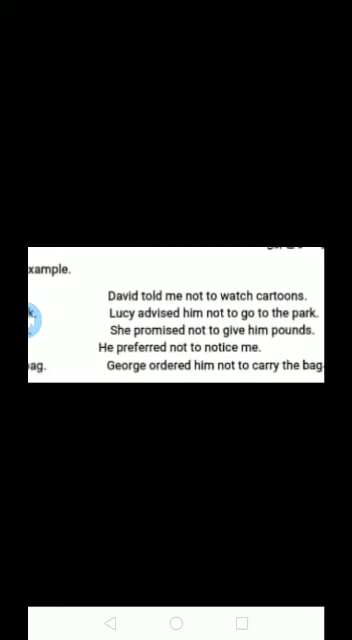 xample.
David told me not to watch cartoons.
k. Lucy advised him not to go to the park.
She promised not to give him pounds.
He preferred not to notice me.
ag. George ordered him not to carry the bag